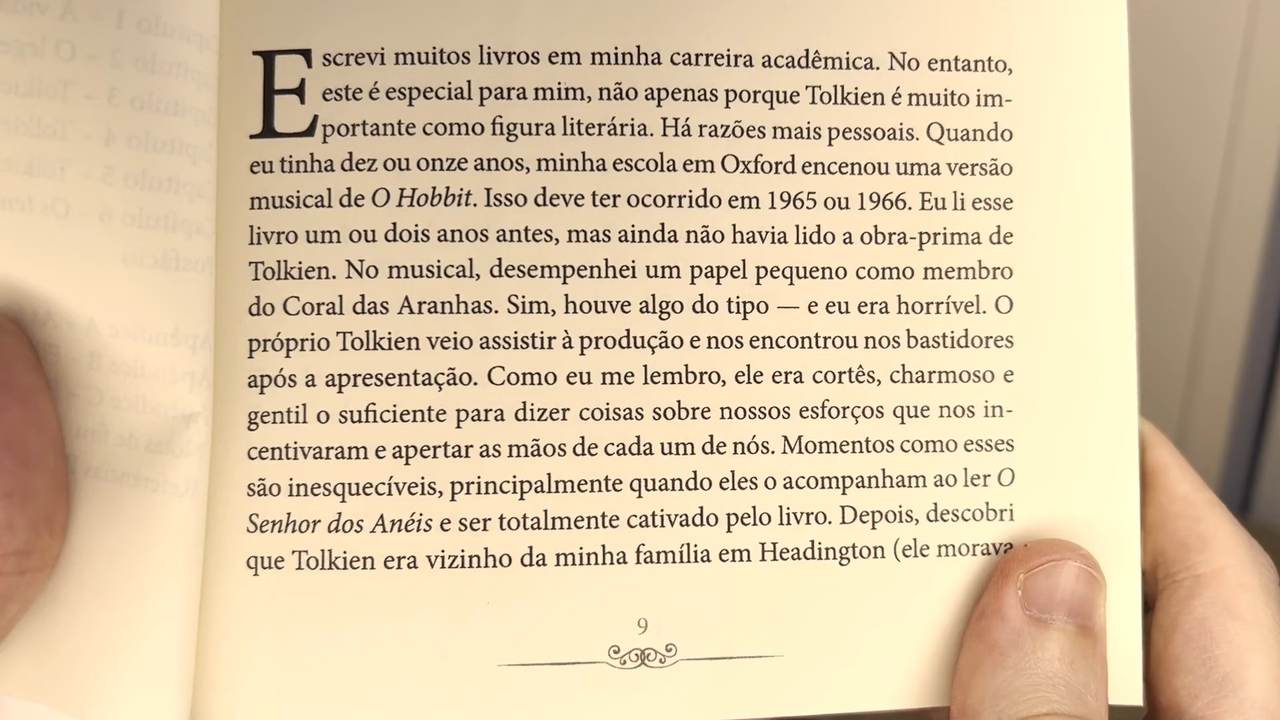 Escrevi muitos livros em minha carreira acadêmica. No entanto,
este é especial para mim, não apenas porque Tolkien é muito im-
portante como figura literária. Há razões mais pessoais. Quando
eu tinha dez ou onze anos, minha escola em Oxford encenou uma versão
musical de O Hobbit. Isso deve ter ocorrido em 1965 ou 1966. Eu li esse
livro um ou dois anos antes, mas ainda não havia lido a obra-prima de
Tolkien. No musical, desempenhei um papel pequeno como membro
do Coral das Aranhas. Sim, houve algo do tipo — e eu era horrível. O
próprio Tolkien veio assistir à produção e nos encontrou nos bastidores
após a apresentação. Como eu me lembro, ele era cortês, charmoso e
gentil o suficiente para dizer coisas sobre nossos esforços que nos in-
centivaram e apertar as mãos de cada um de nós. Momentos como esses
são inesquecíveis, principalmente quando eles o acompanham ao ler O
Senhor dos Anéis e ser totalmente cativado pelo livro. Depois, descobri
que Tolkien era vizinho da minha família em Headington (ele morava
9